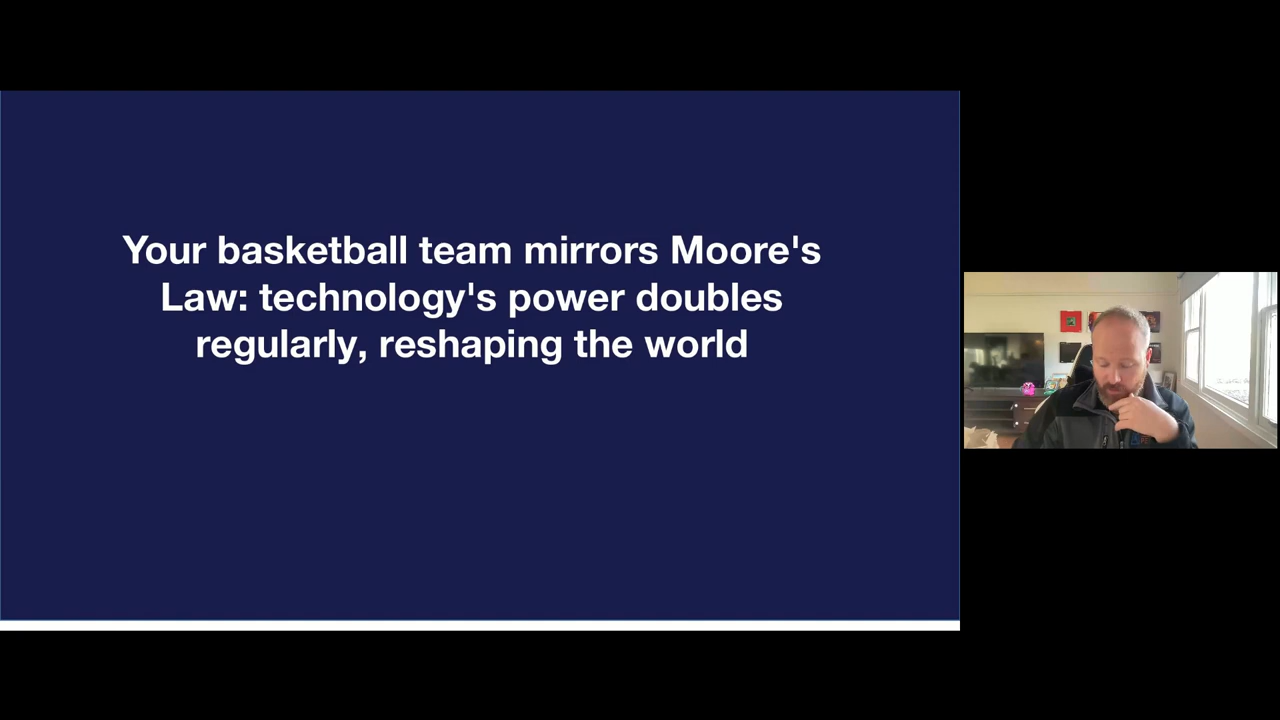 Your basketball team mirrors Moore's
Law: technology's power doubles
regularly, reshaping the world